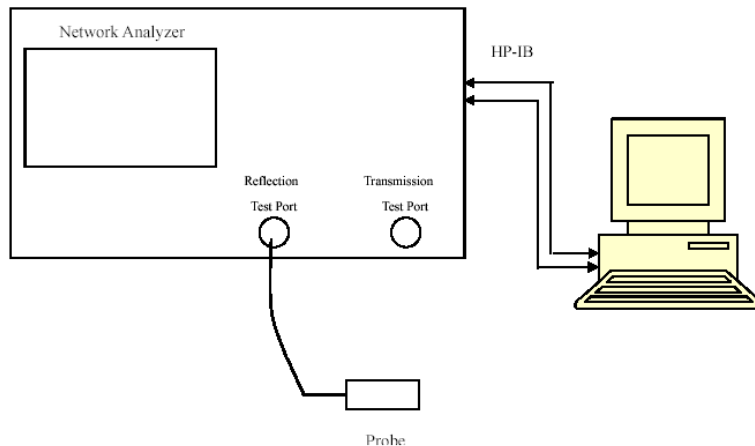 Network Analyzer
HP-IB
Reflection
Test Port
Transmission
Test Port
Probe